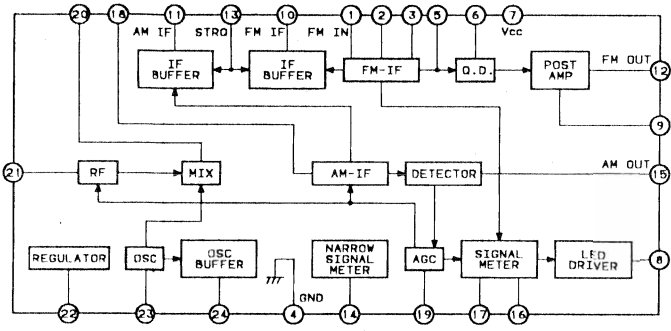 20 18 11 13 10 1 2 3 5 6 7
AM IF STRQ FM IF FM IN Vcc
IF BUFFER
IF BUFFER
FM-IF
Q.D.
POST AMP
FM OUT
12
9
21
RF
MIX
AM-IF
DETECTOR
AM OUT
15
REGULATOR
OSC
OSC BUFFER
NARROW SIGNAL METER
AGC
SIGNAL METER
LED DRIVER
8
GND
22 23 24 4 14 19 17 16